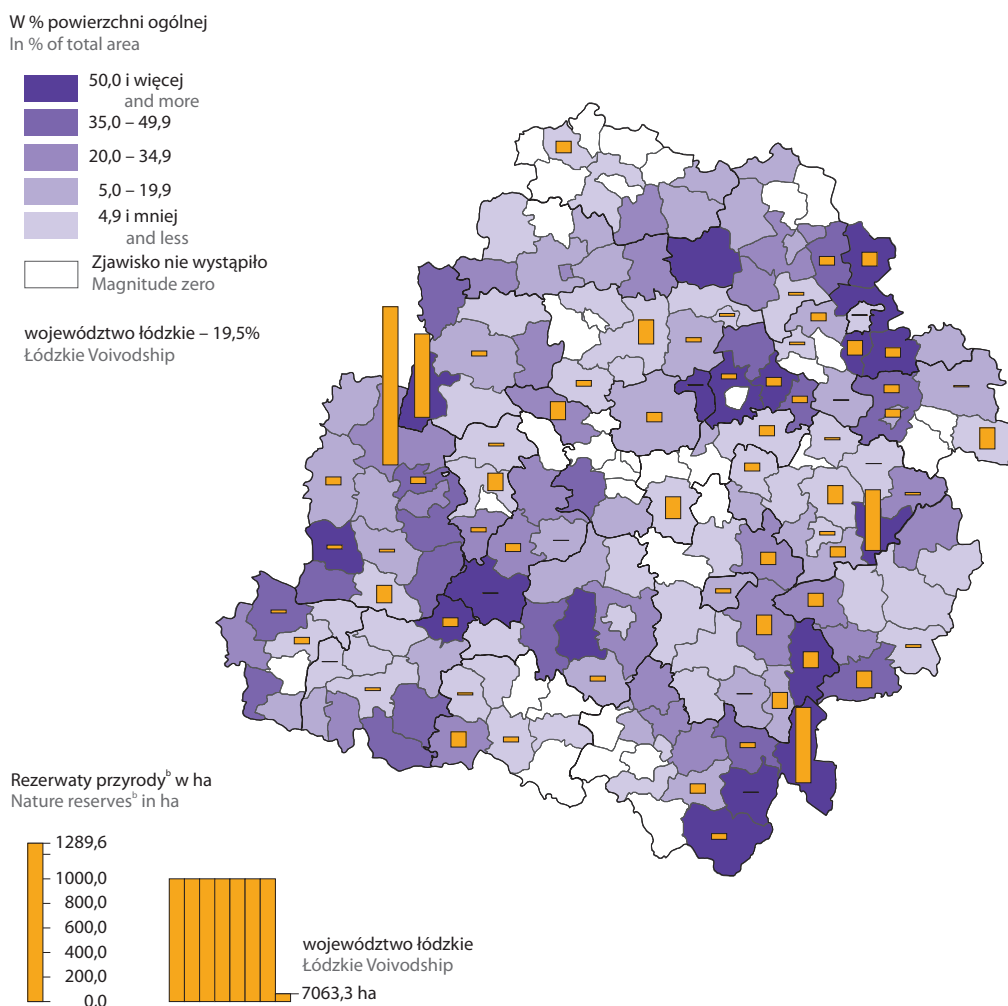 W % powierzchni ogólnej
In % of total area
50,0 i więcej
and more
35,0 – 49,9
20,0 – 34,9
5,0 – 19,9
4,9 i mniej
and less
Zjawisko nie wystąpiło
Magnitude zero
województwo łódzkie – 19,5%
Łódzkie Voivodship
Rezerwaty przyrodyᵇ w ha
Nature reservesᵇ in ha
1289,6
1000,0
800,0
600,0
400,0
200,0
0,0
województwo łódzkie
Łódzkie Voivodship
7063,3 ha